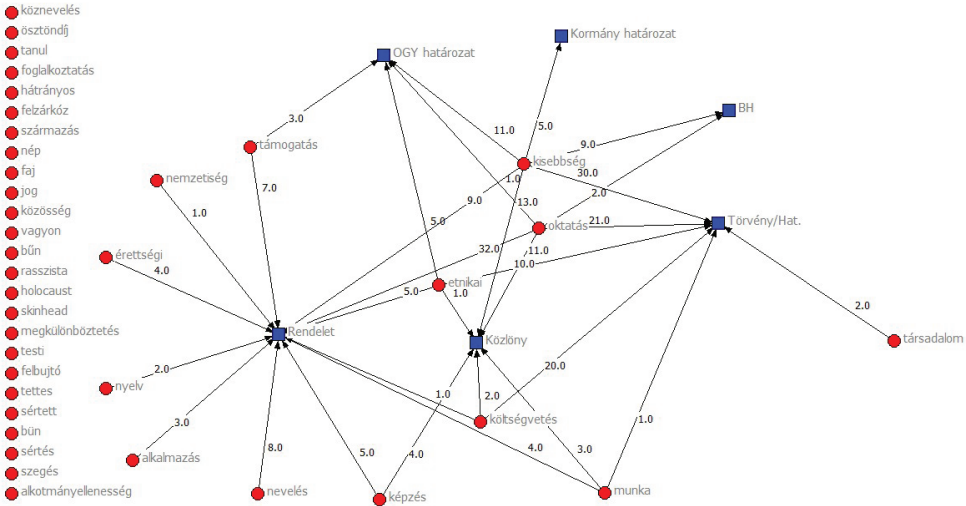 köznevelés
ösztöndíj
tanul
foglalkoztatás
hátrányos
felzárkóz
származás
nép
faj
jog
közösség
vagyon
bűn
rasszista
holocaust
skinhead
megkülönböztetés
testi
felbujtó
tettes
sértett
bün
sértés
szegés
alkotmányellenesség
Kormány határozat
OGY határozat
BH
3.0
11.0
5.0
támogatás
9.0
kisebbség
30.0
nemzetiség
7.0
1.0
2.0
9.0
13.0
1.0
5.0
oktatás
21.0
Törvény/Hat.
érettségi
32.0
11.0
4.0
10.0
etnikai
5.0
1.0
2.0
Rendelet
Közlöny
társadalom
2.0
20.0
nyelv
1.0
2.0
költségvetés
3.0
1.0
8.0
5.0
4.0
4.0
3.0
alkalmazás
nevelés
képzés
munka